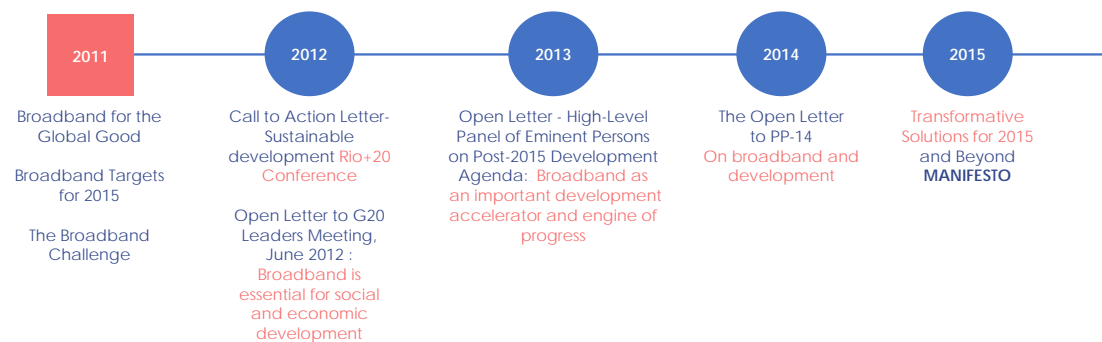 2011
Broadband for the
Global Good
Broadband Targets
for 2015
The Broadband
Challenge
2012
Call to Action Letter-
Sustainable
development Rio+20
Conference
Open Letter to G20
Leaders Meeting,
June 2012 :
Broadband is
essential for social
and economic
development
2013
Open Letter - High-Level
Panel of Eminent Persons
on Post-2015 Development
Agenda: Broadband as
an important development
accelerator and engine of
progress
2014
The Open Letter
to PP-14
On broadband and
development
2015
Transformative
Solutions for 2015
and Beyond
MANIFESTO